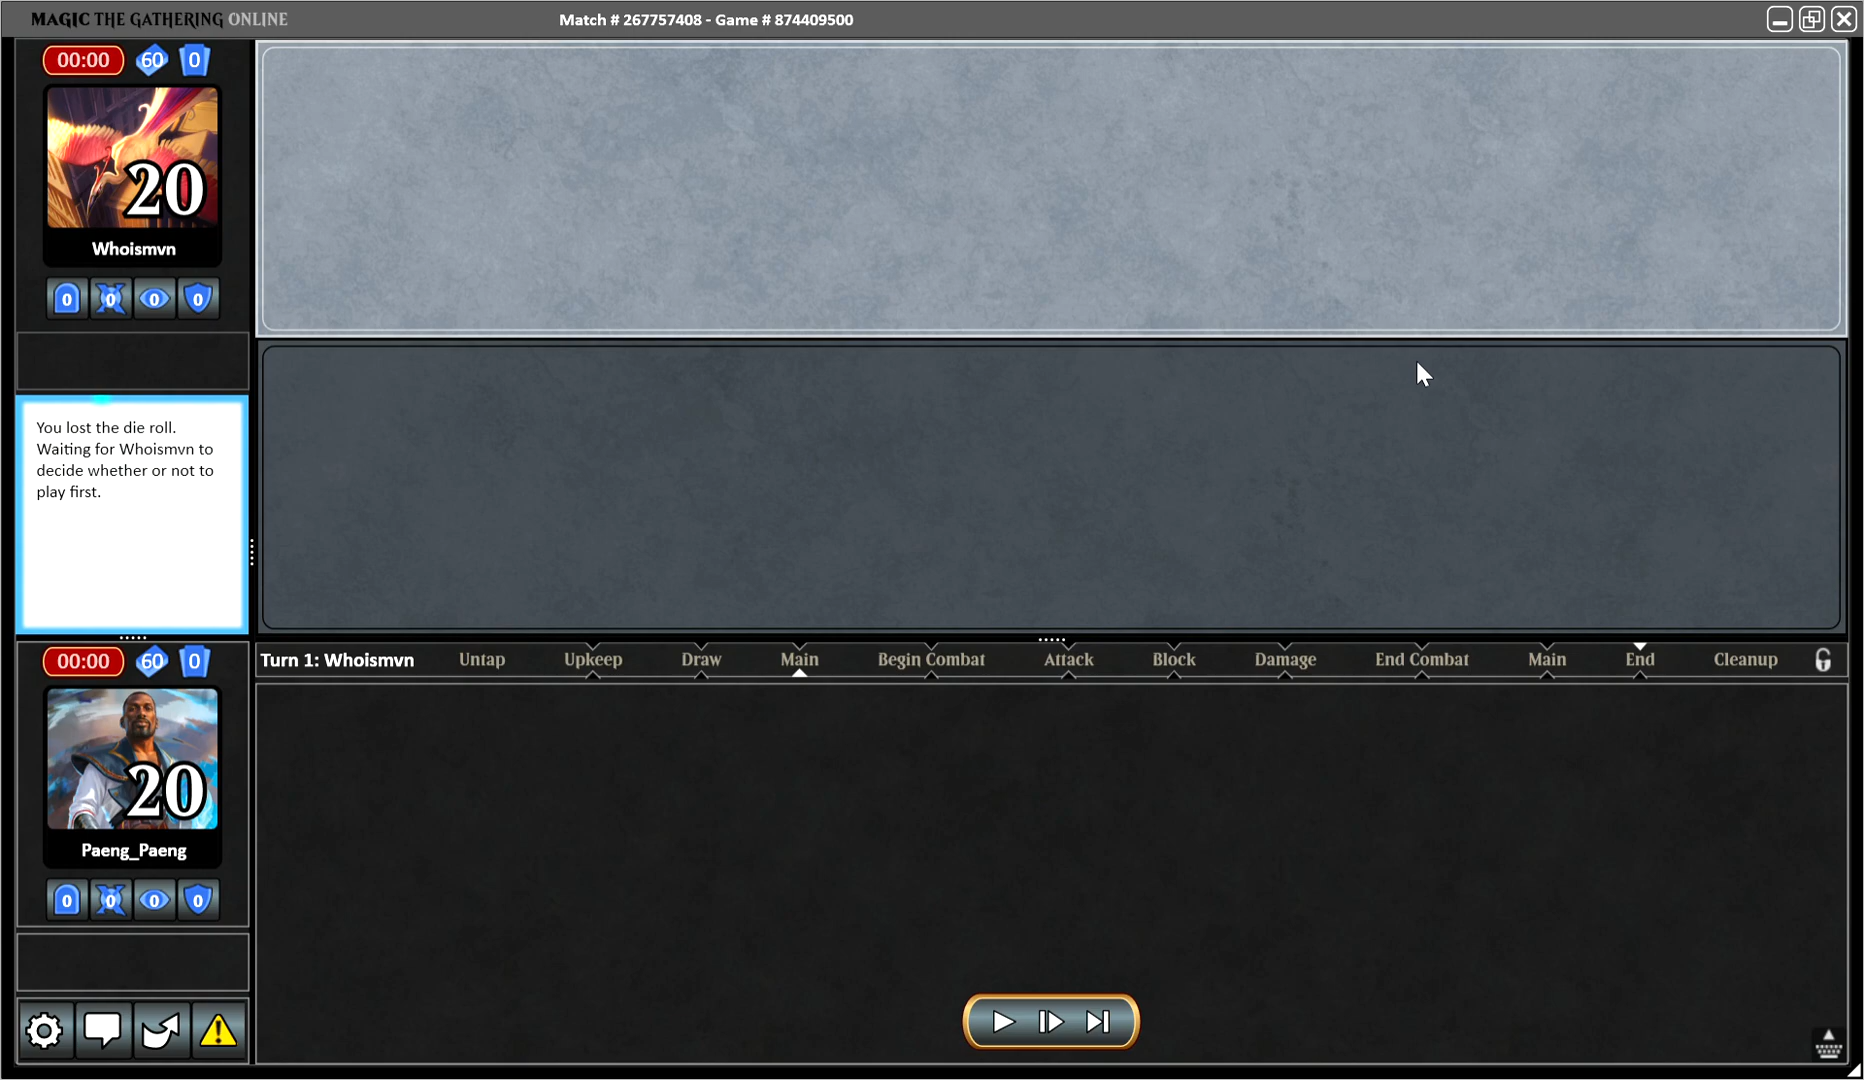 MAGIC THE GATHERING ONLINE
Match # 267757408 - Game # 874409500
00:00 60 0
20
Whoismvn
0 0 0 0
You lost the die roll.
Waiting for Whoismvn to
decide whether or not to
play first.
00:00 60 0
Turn 1: Whoismvn Untap Upkeep Draw Main Begin Combat Attack Block Damage End Combat Main End Cleanup
20
Paeng_Paeng
0 0 0 0